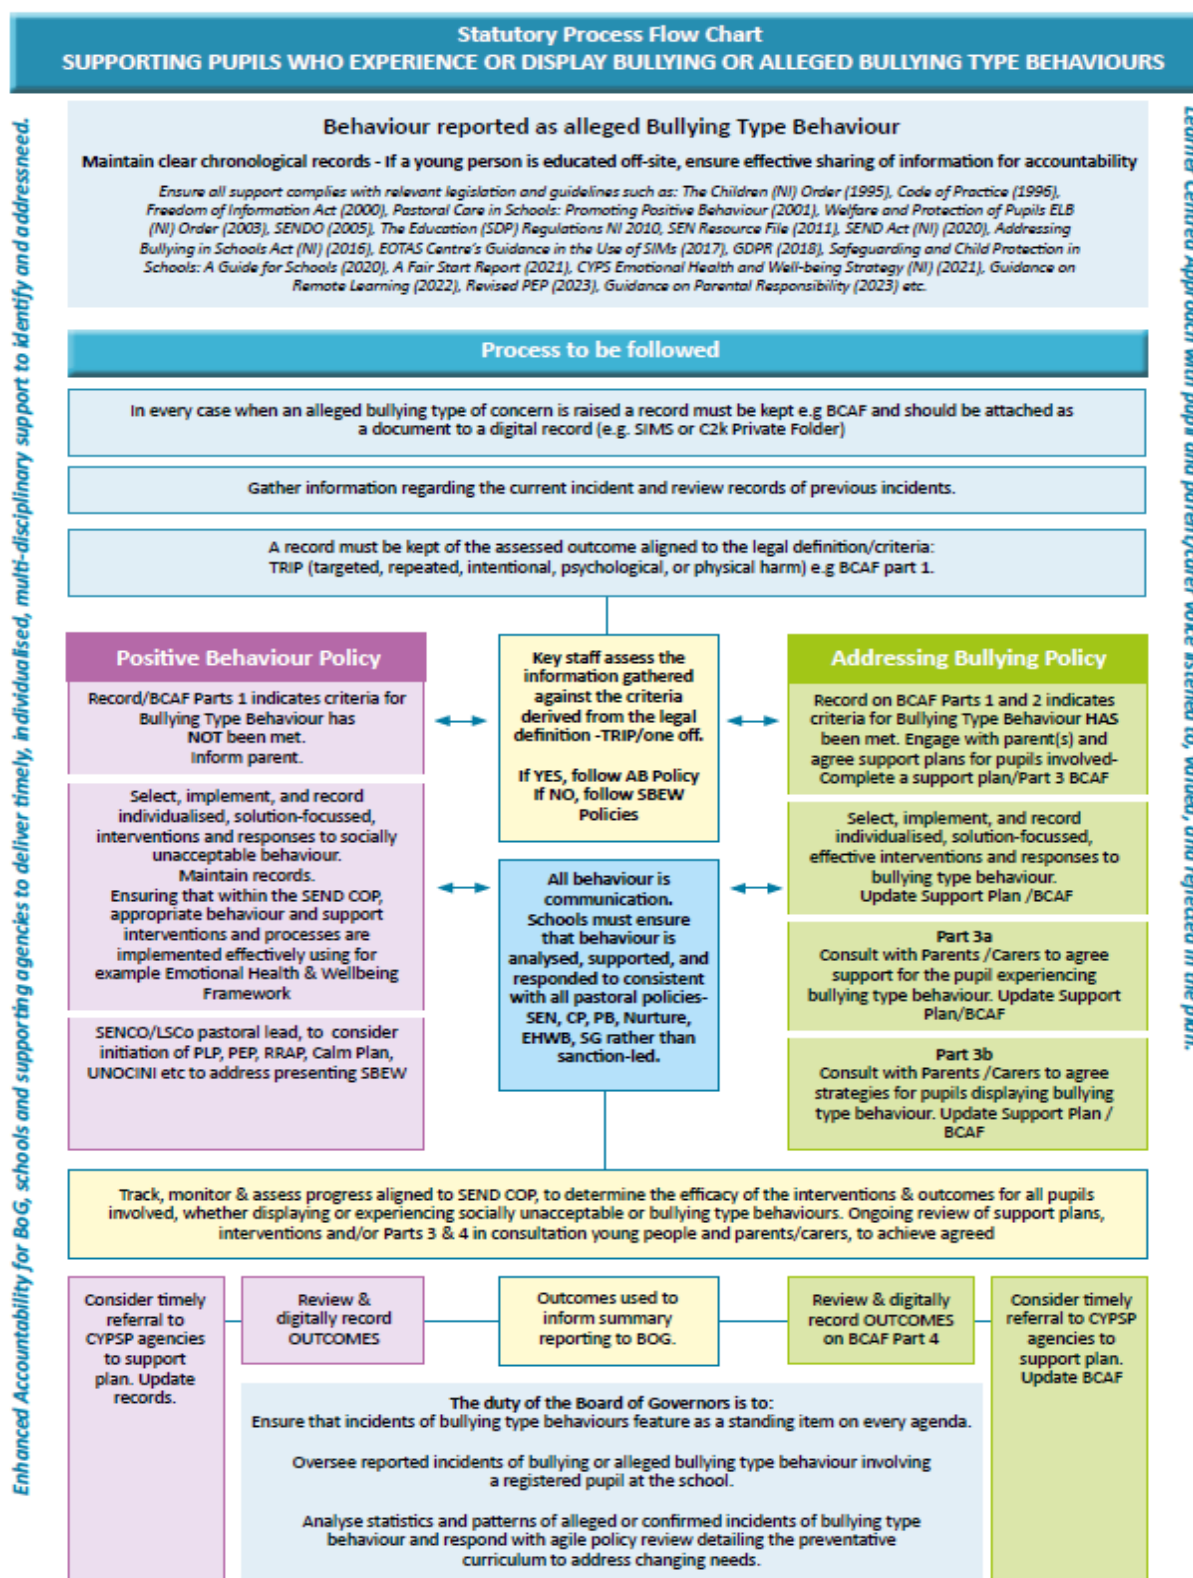 Statutory Process Flow Chart
SUPPORTING PUPILS WHO EXPERIENCE OR DISPLAY BULLYING OR ALLEGED BULLYING TYPE BEHAVIOURS
Enhanced Accountability for BoG, schools and supporting agencies to deliver timely, individualised, multi-disciplinary support to identify and addressneed.
Behaviour reported as alleged Bullying Type Behaviour
Maintain clear chronological records - If a young person is educated off-site, ensure effective sharing of information for accountability
Ensure all support complies with relevant legislation and guidelines such as: The Children (NI) Order (1995), Code of Practice (1996),
Freedom of Information Act (2000), Pastoral Care in Schools: Promoting Positive Behaviour (2001), Welfare and Protection of Pupils ELB
(NI) Order (2003), SENDO (2005), The Education (SDP) Regulations NI 2010, SEN Resource File (2011), SEND Act (NI) (2020), Addressing
Bullying in Schools Act (NI) (2016), EOTAS Centre's Guidance in the Use of SIMs (2017), GDPR (2018), Safeguarding and Child Protection in
Schools: A Guide for Schools (2020), A Fair Start Report (2021), CYPS Emotional Health and Well-being Strategy (NI) (2021), Guidance on
Remote Learning (2022), Revised PEP (2023), Guidance on Parental Responsibility (2023) etc.
Learner Centred Approach with pupil and parent/carer voice listened to, valued, and reflected in the plan.
Process to be followed
In every case when an alleged bullying type of concern is raised a record must be kept e.g BCAF and should be attached as
a document to a digital record (e.g. SIMS or C2k Private Folder)
Gather information regarding the current incident and review records of previous incidents.
A record must be kept of the assessed outcome aligned to the legal definition/criteria:
TRIP (targeted, repeated, intentional, psychological, or physical harm) e.g BCAF part 1.
Positive Behaviour Policy
Record/BCAF Parts 1 indicates criteria for
Bullying Type Behaviour has
NOT been met.
Inform parent.
Select, implement, and record
individualised, solution-focussed,
interventions and responses to socially
unacceptable behaviour.
Maintain records.
Ensuring that within the SEND COP,
appropriate behaviour and support
interventions and processes are
implemented effectively using for
example Emotional Health & Wellbeing
Framework
SENCO/LSCo pastoral lead, to consider
initiation of PLP, PEP, RRAP, Calm Plan,
UNOCINI etc to address presenting SBEW
Key staff assess the
information gathered
against the criteria
derived from the legal
definition -TRIP/one off.
If YES, follow AB Policy
If NO, follow SBEW
Policies
All behaviour is
communication.
Schools must ensure
that behaviour is
analysed, supported, and
responded to consistent
with all pastoral policies-
SEN, CP, PB, Nurture,
EHWB, SG rather than
sanction-led.
Addressing Bullying Policy
Record on BCAF Parts 1 and 2 indicates
criteria for Bullying Type Behaviour HAS
been met. Engage with parent(s) and
agree support plans for pupils involved-
Complete a support plan/Part 3 BCAF
Select, implement, and record
individualised, solution-focussed,
effective interventions and responses to
bullying type behaviour.
Update Support Plan /BCAF
Part 3a
Consult with Parents /Carers to agree
support for the pupil experiencing
bullying type behaviour. Update Support
Plan/BCAF
Part 3b
Consult with Parents /Carers to agree
strategies for pupils displaying bullying
type behaviour. Update Support Plan /
BCAF
Track, monitor & assess progress aligned to SEND COP, to determine the efficacy of the interventions & outcomes for all pupils
involved, whether displaying or experiencing socially unacceptable or bullying type behaviours. Ongoing review of support plans,
interventions and/or Parts 3 & 4 in consultation young people and parents/carers, to achieve agreed
Consider timely
referral to
CYPSP agencies
to support
plan. Update
records.
Review &
digitally record
OUTCOMES
Outcomes used to
inform summary
reporting to BOG.
Review & digitally
record OUTCOMES
on BCAF Part 4
Consider timely
referral to CYPSP
agencies to
support plan.
Update BCAF
The duty of the Board of Governors is to:
Ensure that incidents of bullying type behaviours feature as a standing item on every agenda.
Oversee reported incidents of bullying or alleged bullying type behaviour involving
a registered pupil at the school.
Analyse statistics and patterns of alleged or confirmed incidents of bullying type
behaviour and respond with agile policy review detailing the preventative
curriculum to address changing needs.